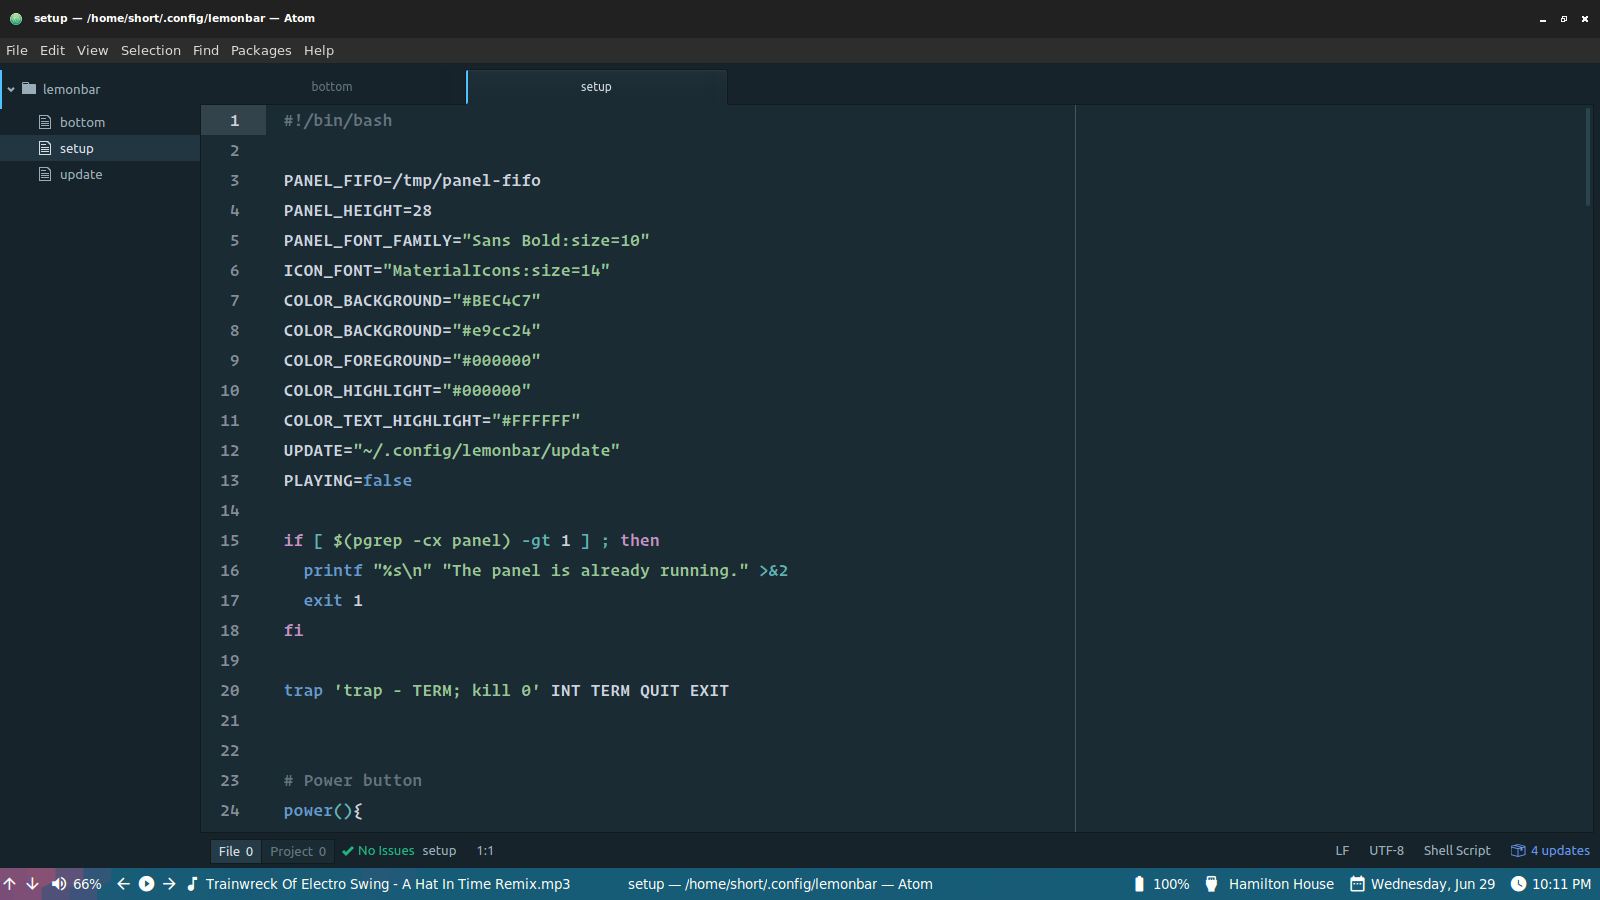 setup — /home/short/.config/lemonbar — Atom
File Edit View Selection Find Packages Help
lemonbar
bottom
setup
update
bottom setup
1 #!/bin/bash
2
3 PANEL_FIFO=/tmp/panel-fifo
4 PANEL_HEIGHT=28
5 PANEL_FONT_FAMILY="Sans Bold:size=10"
6 ICON_FONT="MaterialIcons:size=14"
7 COLOR_BACKGROUND="#BEC4C7"
8 COLOR_BACKGROUND="#e9cc24"
9 COLOR_FOREGROUND="#000000"
10 COLOR_HIGHLIGHT="#000000"
11 COLOR_TEXT_HIGHLIGHT="#FFFFFF"
12 UPDATE="~/.config/lemonbar/update"
13 PLAYING=false
14
15 if [ $(pgrep -cx panel) -gt 1 ] ; then
16 printf "%s\n" "The panel is already running." >&2
17 exit 1
18 fi
19
20 trap 'trap - TERM; kill 0' INT TERM QUIT EXIT
21
22
23 # Power button
24 power(){
File 0 Project 0 No Issues setup 1:1 LF UTF-8 Shell Script 4 updates
66% Trainwreck Of Electro Swing - A Hat In Time Remix.mp3 setup — /home/short/.config/lemonbar — Atom 100% Hamilton House Wednesday, Jun 29 10:11 PM